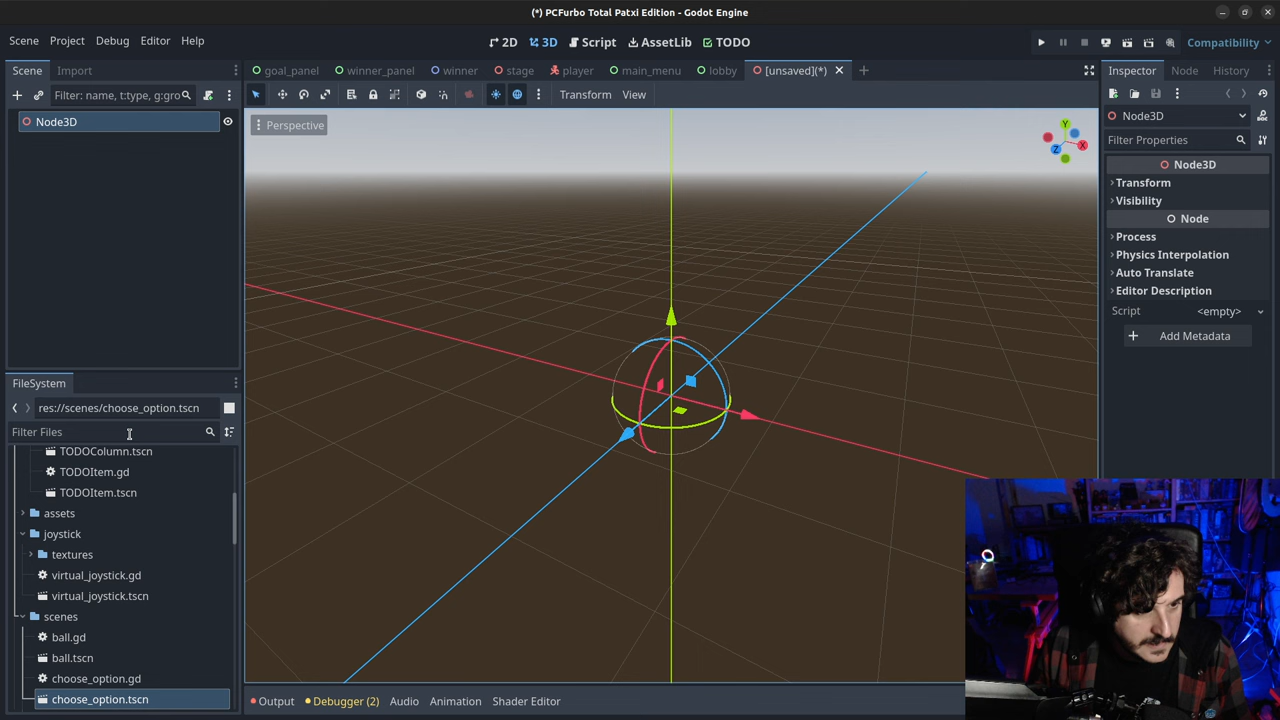 (*) PCFurbo Total Patxi Edition - Godot Engine
Scene Project Debug Editor Help
2D 3D Script AssetLib TODO
Compatibility
Scene Import
goal_panel winner_panel winner stage player main_menu lobby [unsaved](*)
Inspector Node History
Filter: name, t:type, g:gro
Transform View
Node3D
Perspective
Y
X
Z
Node3D
Filter Properties
Node3D
Transform
Visibility
Node
Process
Physics Interpolation
Auto Translate
Editor Description
Script <empty>
Add Metadata
FileSystem
res://scenes/choose_option.tscn
Filter Files
TODOColumn.tscn
TODOItem.gd
TODOItem.tscn
assets
joystick
textures
virtual_joystick.gd
virtual_joystick.tscn
scenes
ball.gd
ball.tscn
choose_option.gd
choose_option.tscn
Output Debugger (2) Audio Animation Shader Editor